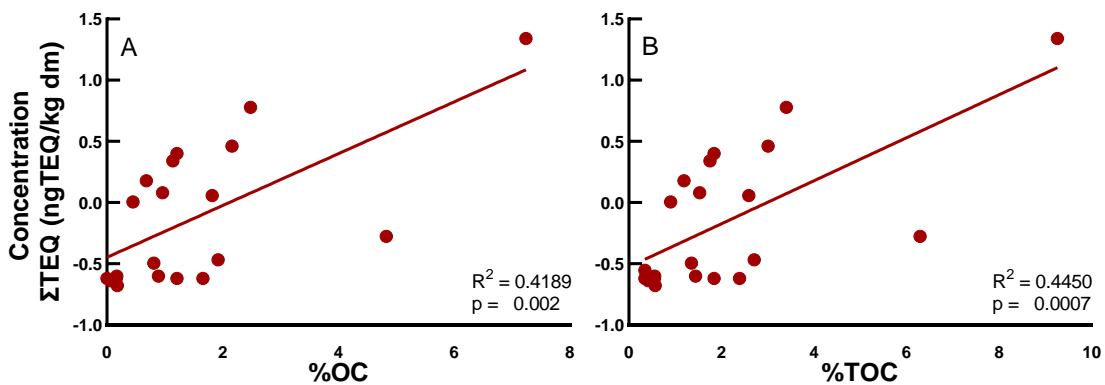 Concentration
ΣTEQ (ngTEQ/kg dm)
1.5
1.0
0.5
0.0
-0.5
-1.0
A
R² = 0.4189
p = 0.002
0
2
4
6
8
%OC
1.5
1.0
0.5
0.0
-0.5
-1.0
B
R² = 0.4450
p = 0.0007
0
2
4
6
8
10
%TOC